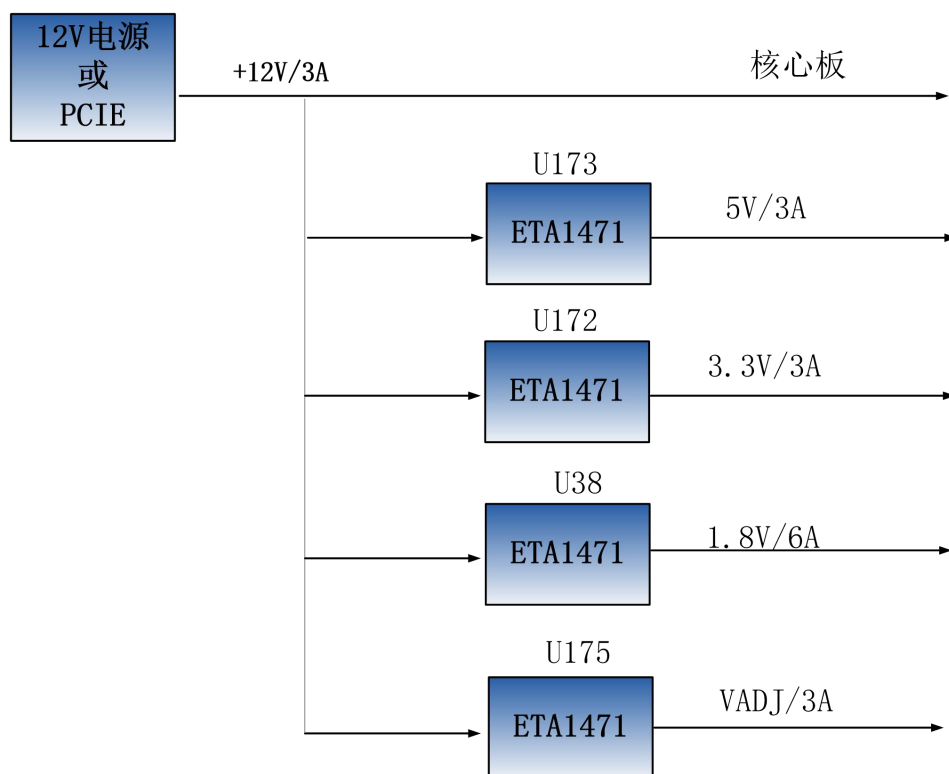 12V电源
或
PCIE
+12V/3A
核心板
U173
ETA1471
5V/3A
U172
ETA1471
3.3V/3A
U38
ETA1471
1.8V/6A
U175
ETA1471
VADJ/3A